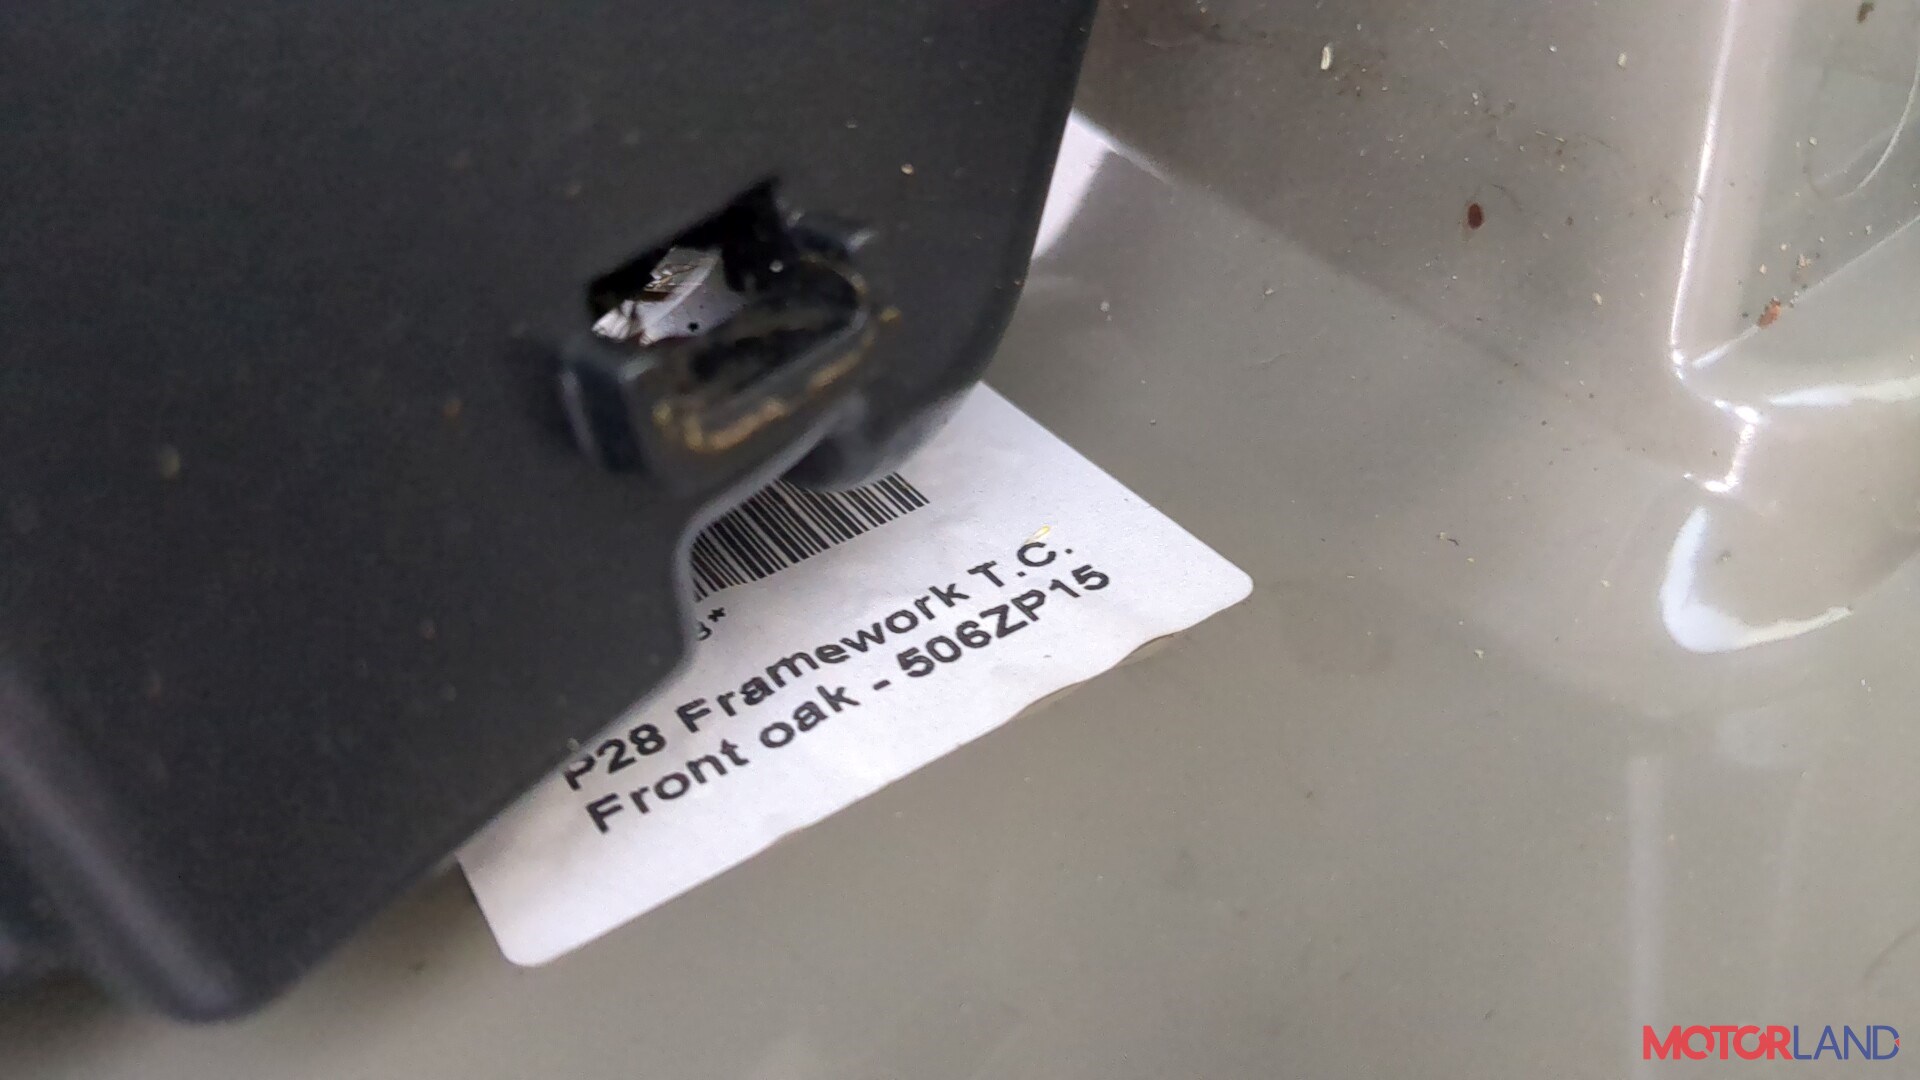 P28 Framework T.C.
Front oak - 506ZP15
MOTORLAND